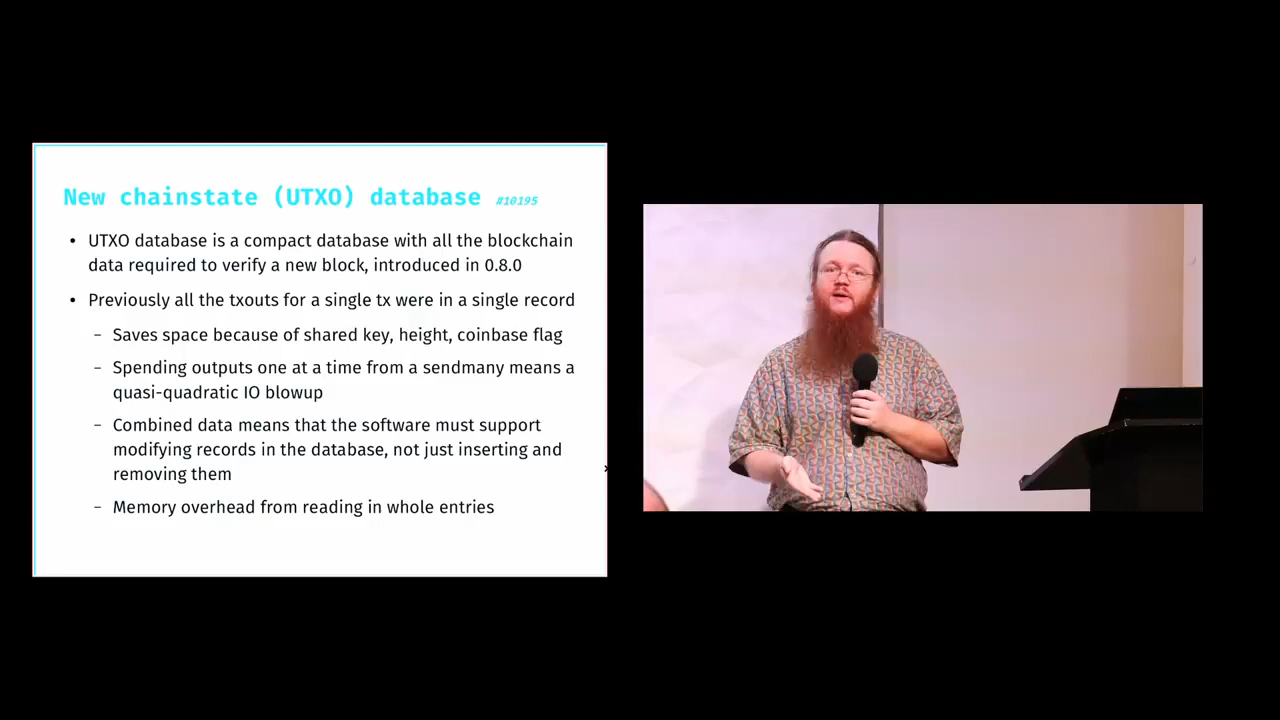 New chainstate (UTXO) database #10195
• UTXO database is a compact database with all the blockchain
data required to verify a new block, introduced in 0.8.0
• Previously all the txouts for a single tx were in a single record
– Saves space because of shared key, height, coinbase flag
– Spending outputs one at a time from a sendmany means a
quasi-quadratic IO blowup
– Combined data means that the software must support
modifying records in the database, not just inserting and
removing them
– Memory overhead from reading in whole entries